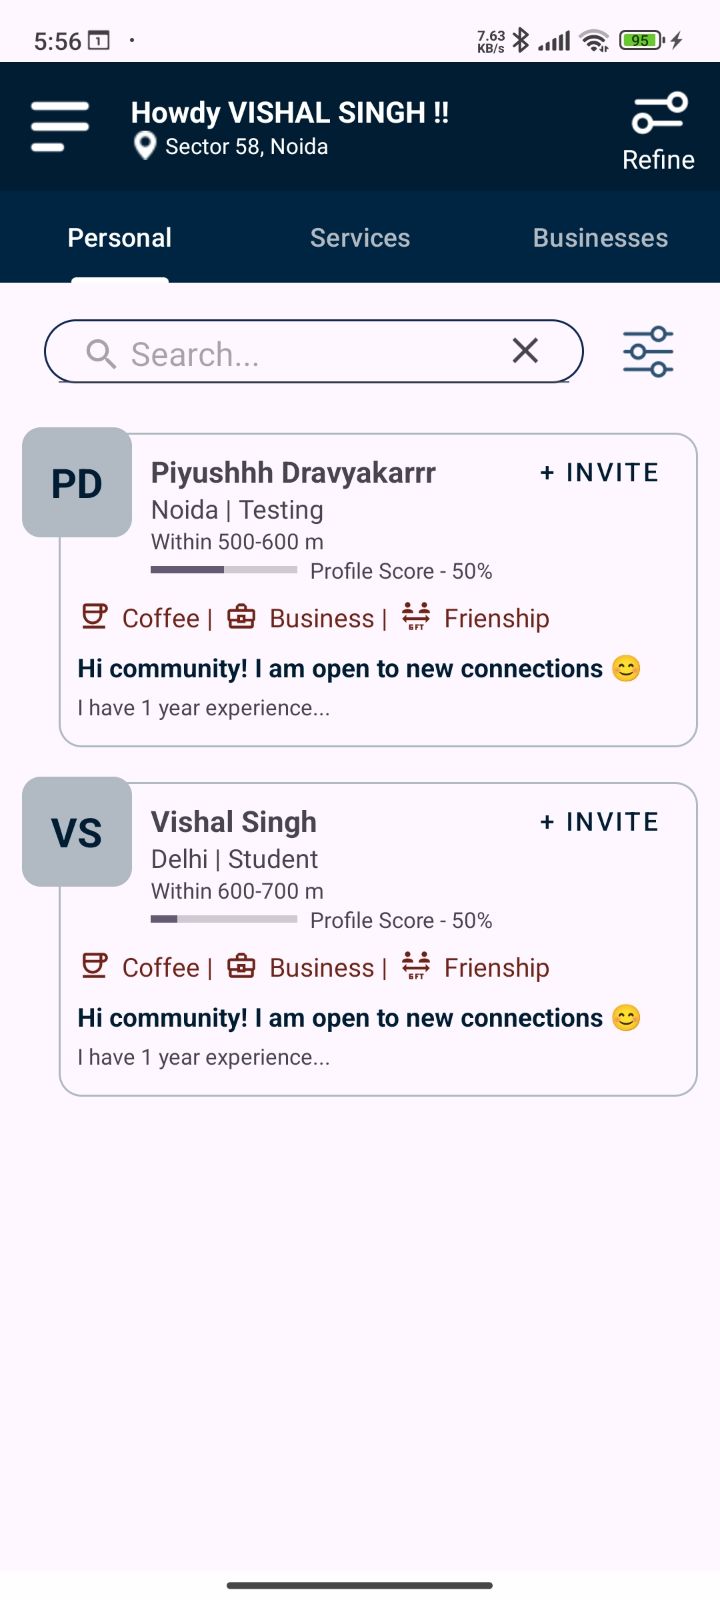 5:56 1 7.63 KB/s 95
Howdy VISHAL SINGH !!
Sector 58, Noida
Refine
Personal Services Businesses
Search...
PD
Piyushhh Dravyakarrr + INVITE
Noida | Testing
Within 500-600 m
Profile Score - 50%
Coffee | Business | 6FT Frienship
Hi community! I am open to new connections 😊
I have 1 year experience...
VS
Vishal Singh + INVITE
Delhi | Student
Within 600-700 m
Profile Score - 50%
Coffee | Business | 6FT Frienship
Hi community! I am open to new connections 😊
I have 1 year experience...